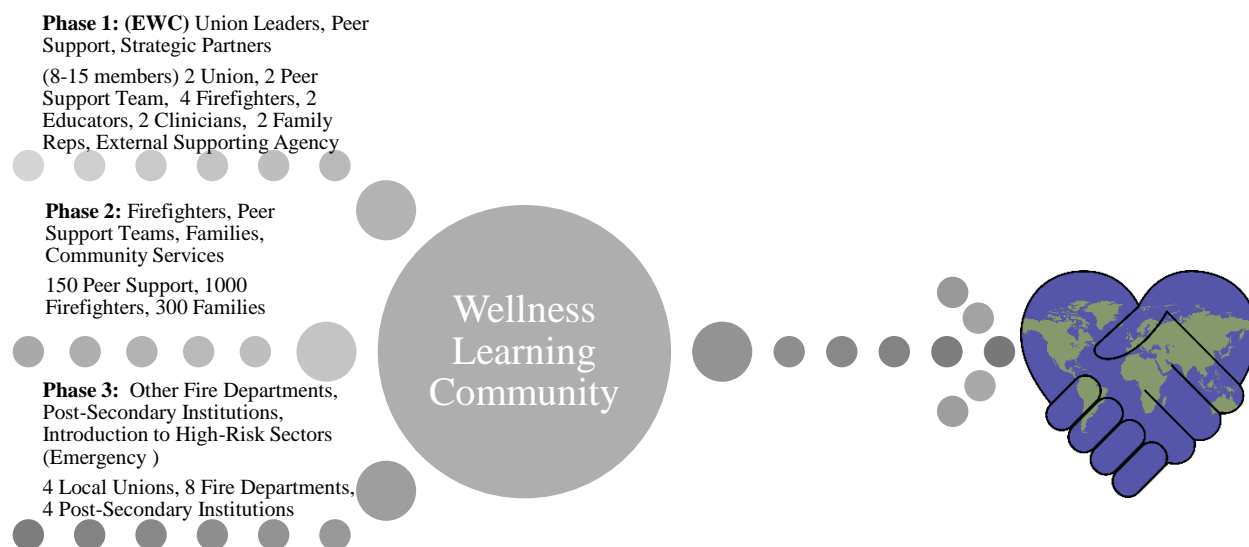 Phase 1: (EWC) Union Leaders, Peer
Support, Strategic Partners
(8-15 members) 2 Union, 2 Peer
Support Team,  4 Firefighters, 2
Educators, 2 Clinicians,  2 Family
Reps, External Supporting Agency
Phase 2: Firefighters, Peer
Support Teams, Families,
Community Services
150 Peer Support, 1000
Firefighters, 300 Families
Phase 3:  Other Fire Departments,
Post-Secondary Institutions,
Introduction to High-Risk Sectors
(Emergency )
4 Local Unions, 8 Fire Departments,
4 Post-Secondary Institutions
Wellness
Learning
Community